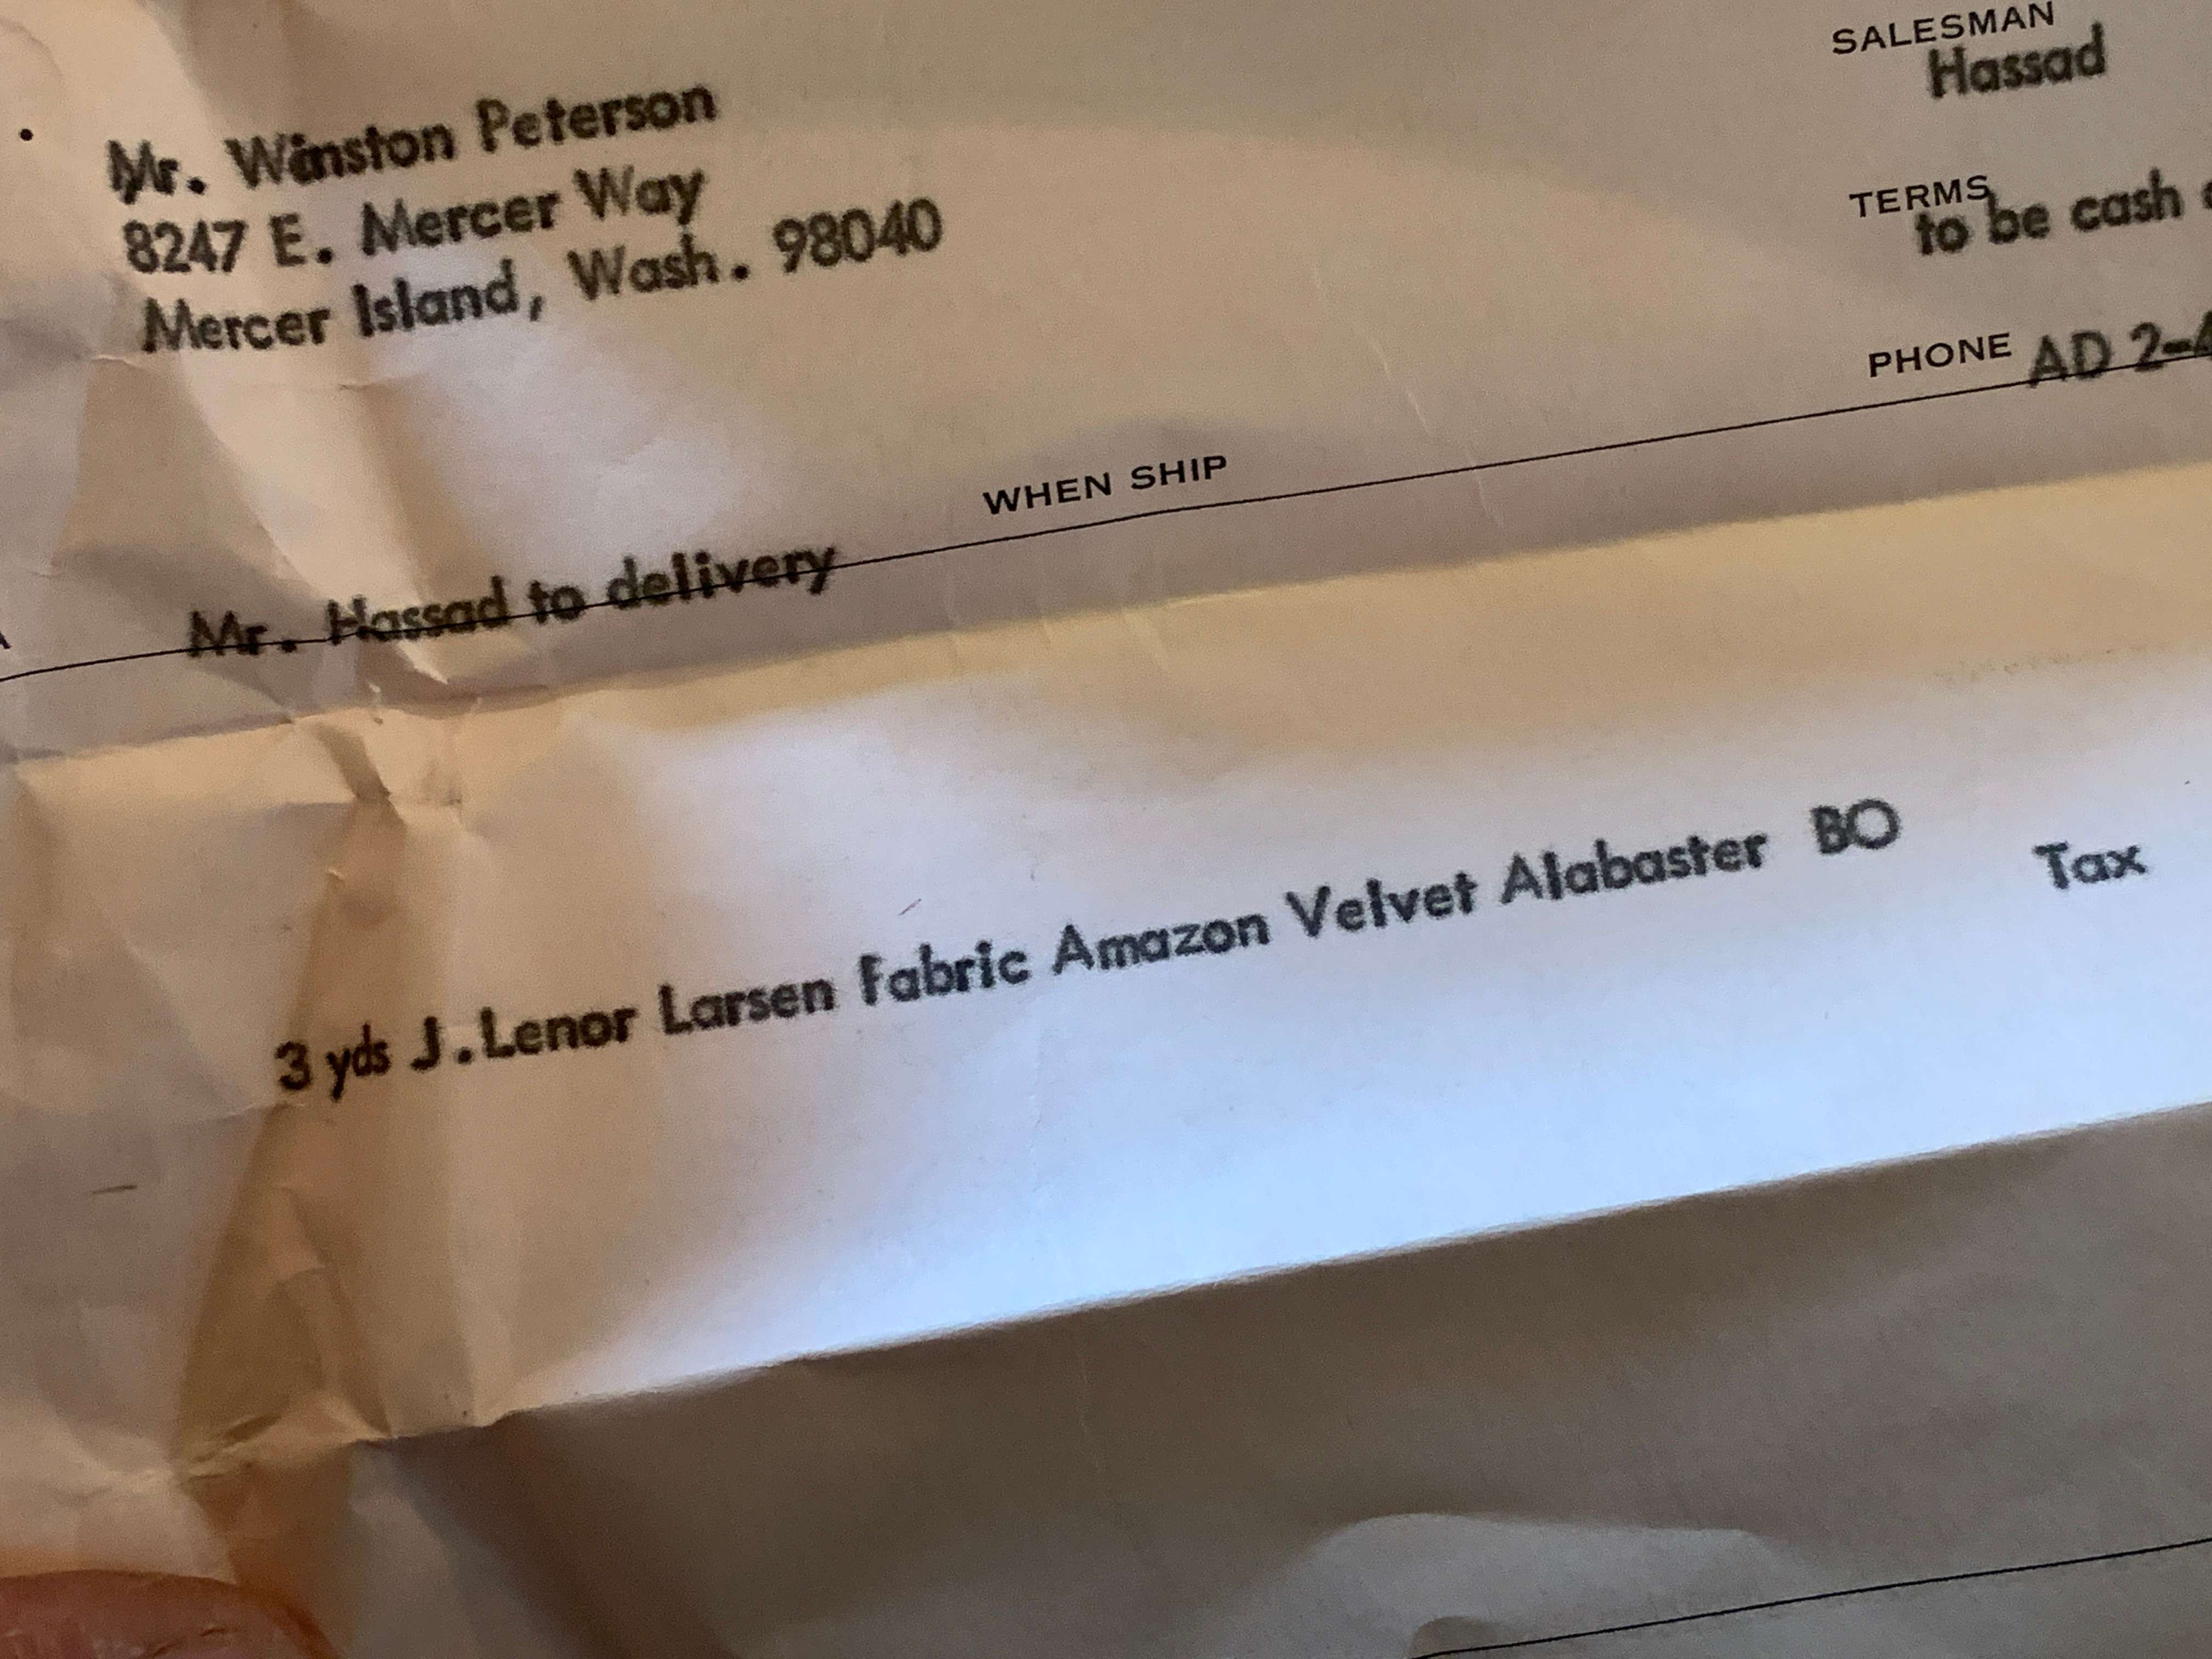 SALESMAN
Hassad
Mr. Winston Peterson
8247 E. Mercer Way
Mercer Island, Wash. 98040
TERMS
to be cash
PHONE AD 2-4
WHEN SHIP
Mr. Hassad to delivery
3 yds J.Lenor Larsen Fabric Amazon Velvet Alabaster BO
Tax